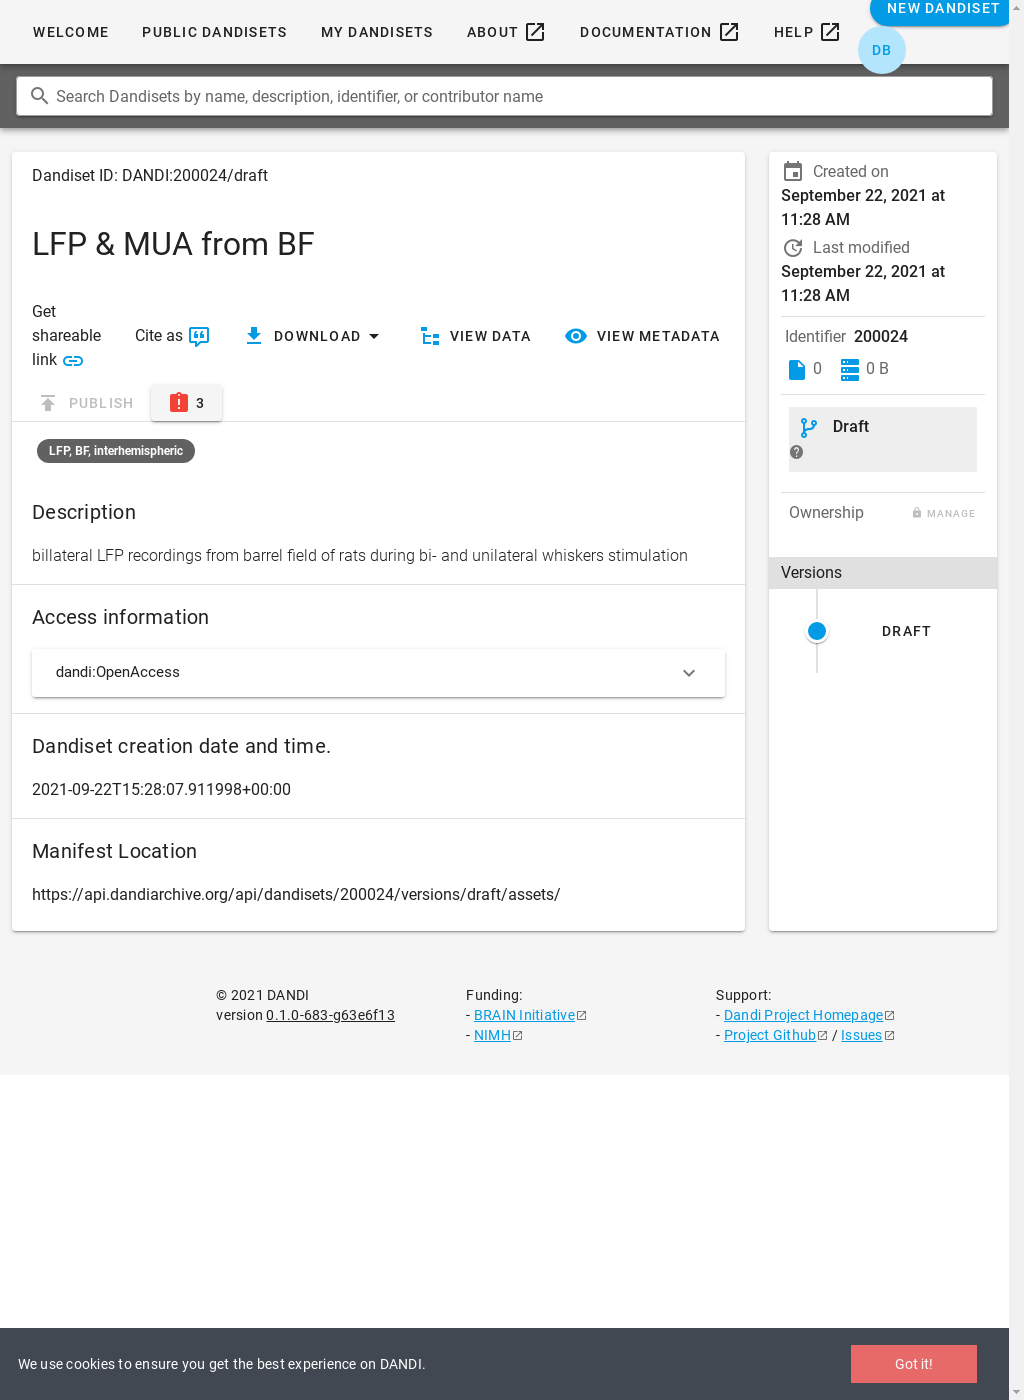 WELCOME
PUBLIC DANDISETS
MY DANDISETS
ABOUT
DOCUMENTATION
HELP
NEW DANDISET
DB
Search Dandisets by name, description, identifier, or contributor name
Dandiset ID: DANDI:200024/draft
LFP & MUA from BF
Get
shareable
link
Cite as
DOWNLOAD
VIEW DATA
VIEW METADATA
PUBLISH
3
LFP, BF, interhemispheric
Description
billateral LFP recordings from barrel field of rats during bi- and unilateral whiskers stimulation
Access information
dandi:OpenAccess
Dandiset creation date and time.
2021-09-22T15:28:07.911998+00:00
Manifest Location
https://api.dandiarchive.org/api/dandisets/200024/versions/draft/assets/
Created on
September 22, 2021 at
11:28 AM
Last modified
September 22, 2021 at
11:28 AM
Identifier 200024
0
0 B
Draft
Ownership
MANAGE
Versions
DRAFT
© 2021 DANDI
version 0.1.0-683-g63e6f13
Funding:
- BRAIN Initiative
- NIMH
Support:
- Dandi Project Homepage
- Project Github / Issues
We use cookies to ensure you get the best experience on DANDI.
Got it!